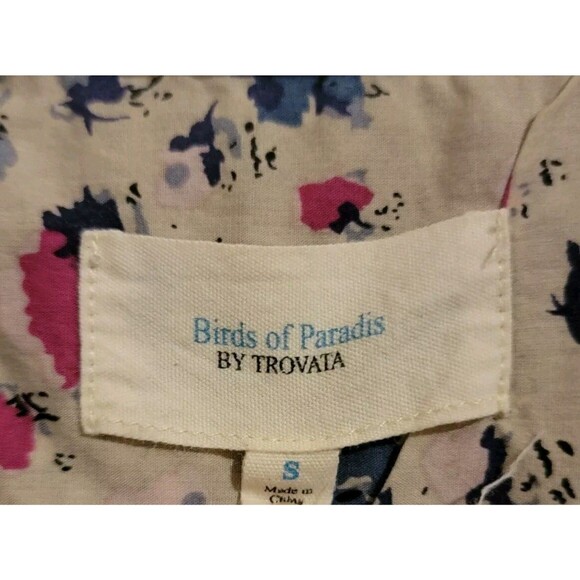 Birds of Paradis
BY TROVATA
S
Made in
China